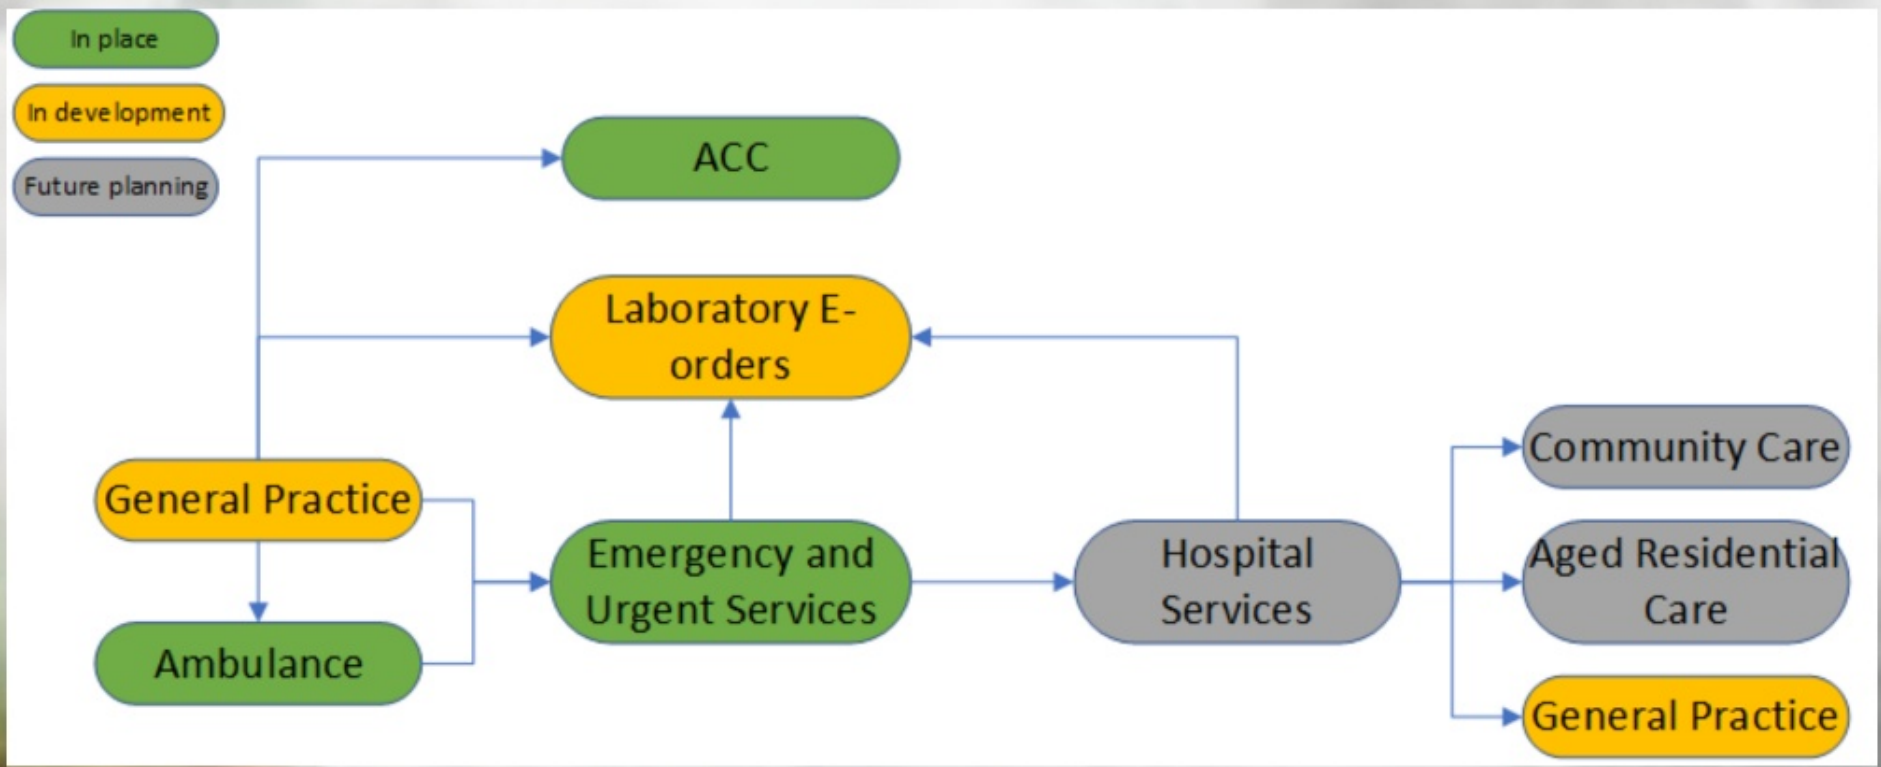 In place
In development
Future planning
ACC
Laboratory E-
orders
General Practice
Ambulance
Emergency and
Urgent Services
Hospital
Services
Community Care
Aged Residential
Care
General Practice